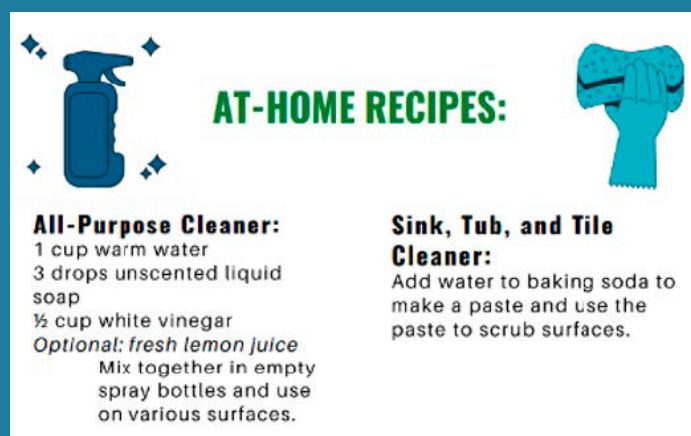 AT-HOME RECIPES:
All-Purpose Cleaner:
1 cup warm water
3 drops unscented liquid
soap
½ cup white vinegar
Optional: fresh lemon juice
Mix together in empty
spray bottles and use
on various surfaces.
Sink, Tub, and Tile
Cleaner:
Add water to baking soda to
make a paste and use the
paste to scrub surfaces.